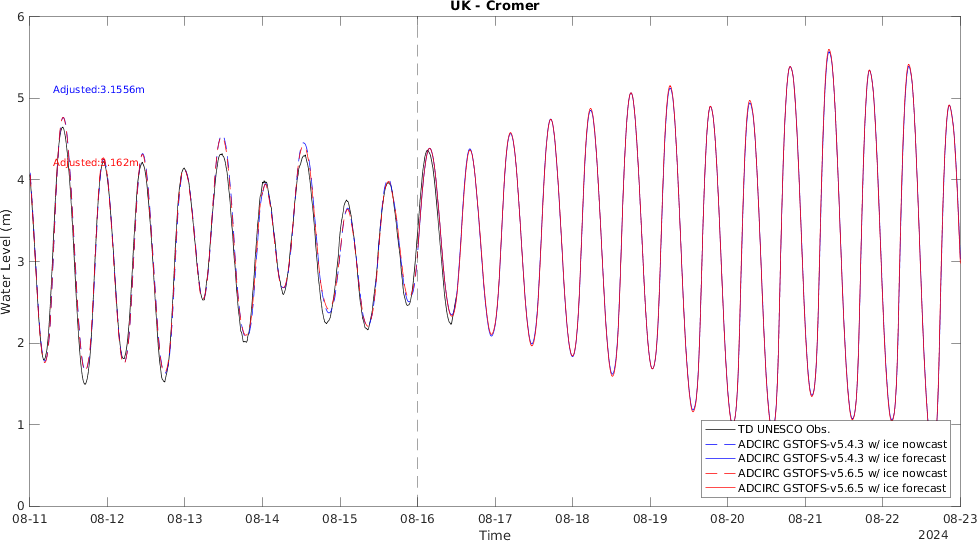 UK - Cromer
6
5
4
3
2
1
0
Water Level (m)
Adjusted:3.1556m
Adjusted:3.162m
TD UNESCO Obs.
ADCIRC GSTOFS-v5.4.3 w/ ice nowcast
ADCIRC GSTOFS-v5.4.3 w/ ice forecast
ADCIRC GSTOFS-v5.6.5 w/ ice nowcast
ADCIRC GSTOFS-v5.6.5 w/ ice forecast
08-11 08-12 08-13 08-14 08-15 08-16 08-17 08-18 08-19 08-20 08-21 08-22 08-23
Time
2024